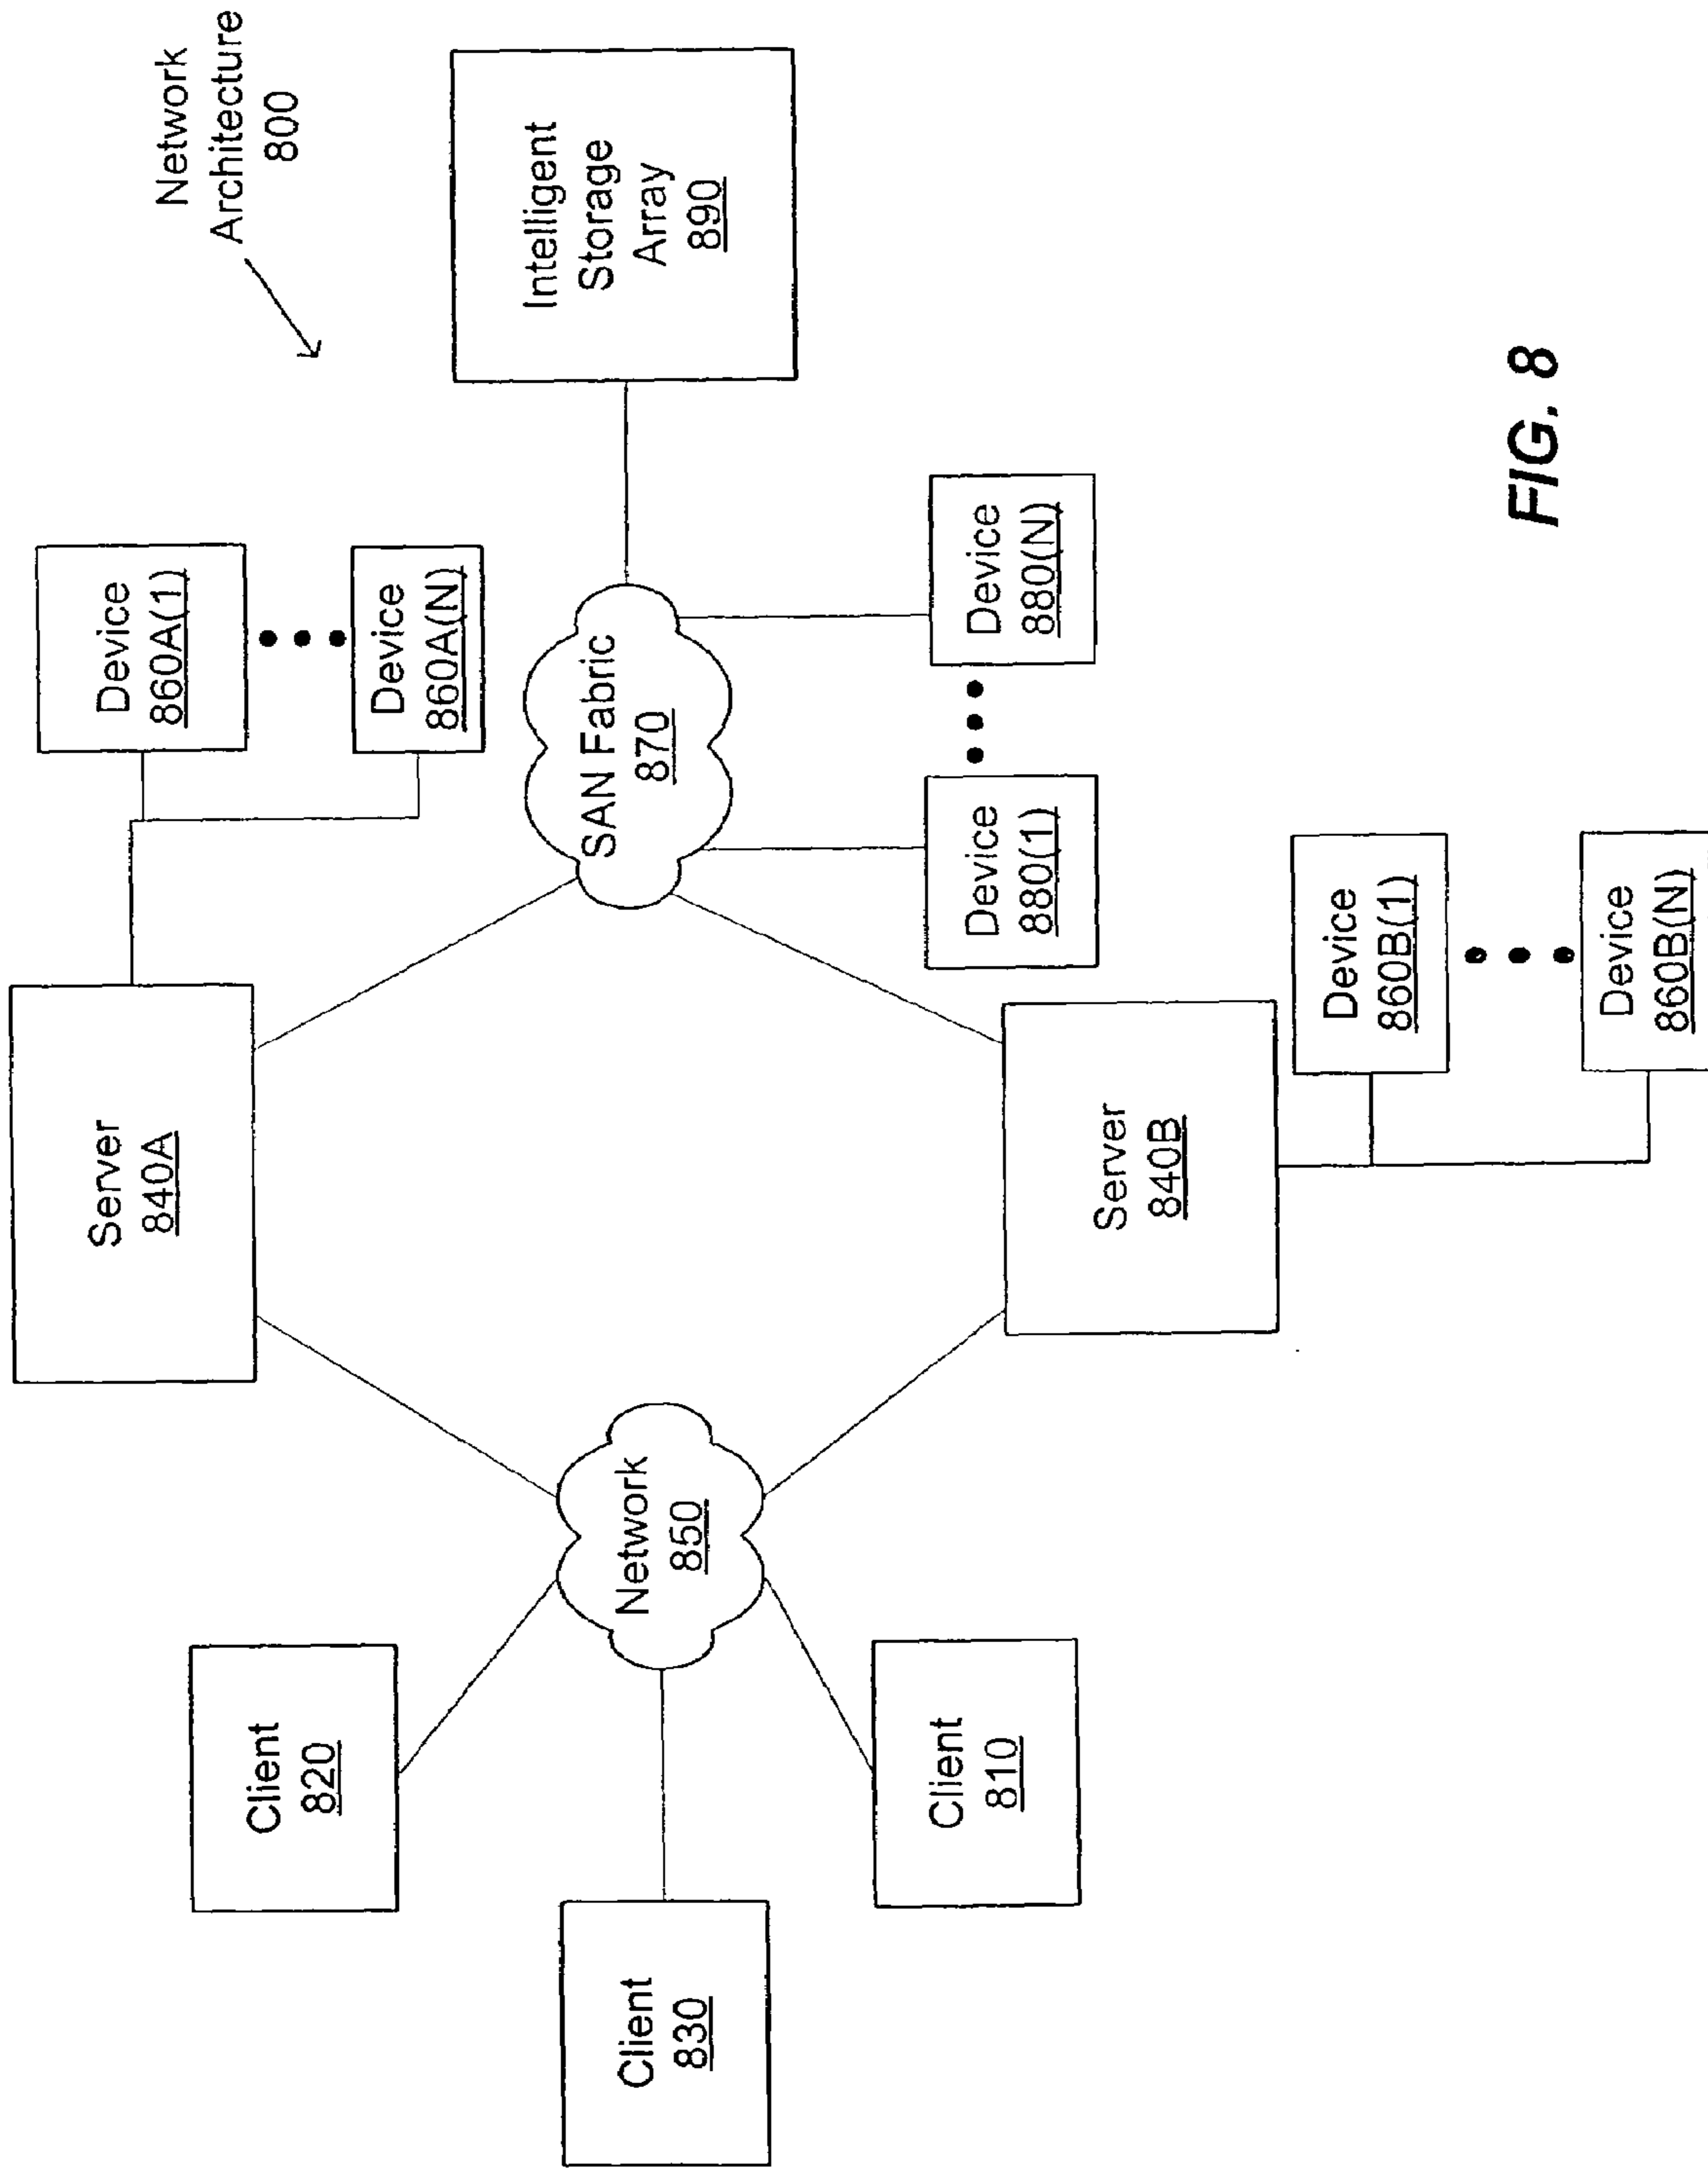 Network
Architecture
800
Intelligent
Storage
Array
890
Device
860A(1)
Device
860A(N)
SAN Fabric
870
Device
880(N)
Device
880(1)
Server
840A
Server
840B
Device
860B(1)
Device
860B(N)
Network
850
Client
820
Client
830
Client
810
FIG. 8